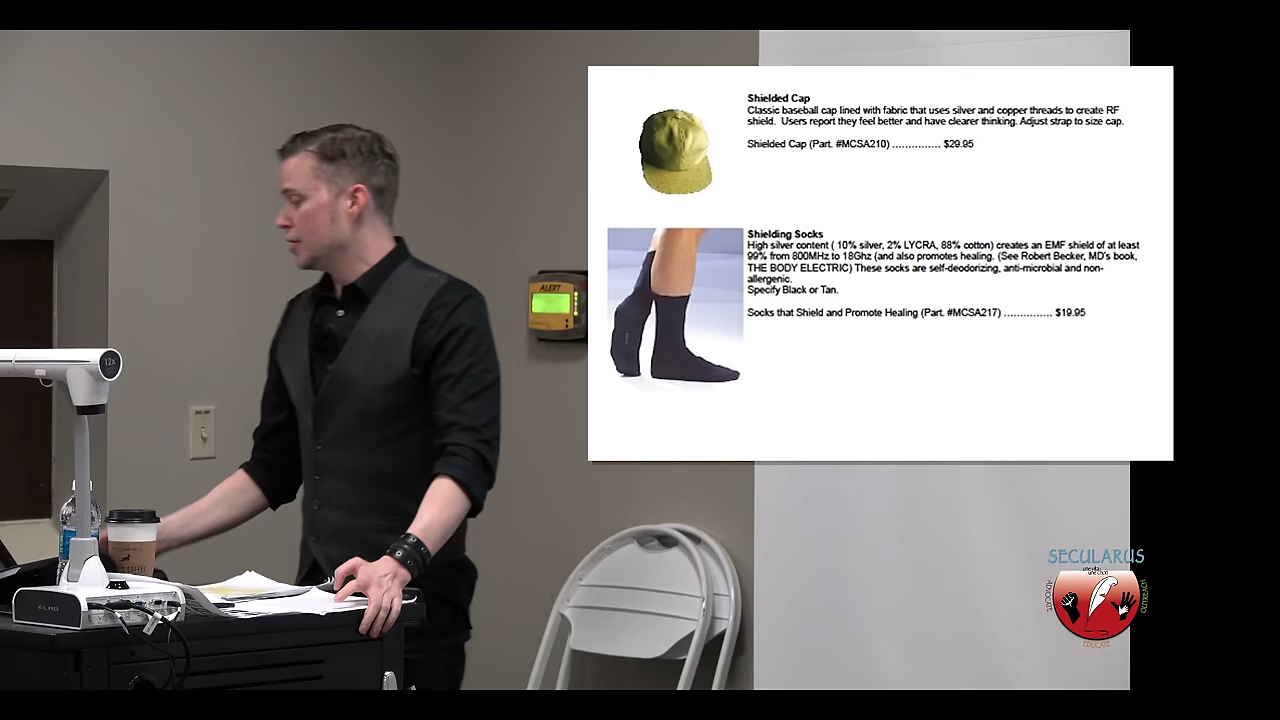 Shielded Cap
Classic baseball cap lined with fabric that uses silver and copper threads to create RF
shield. Users report they feel better and have clearer thinking. Adjust strap to size cap.
Shielded Cap (Part. #MCSA210) ............... $29.95
Shielding Socks
High silver content ( 10% silver, 2% LYCRA, 88% cotton) creates an EMF shield of at least
99% from 800MHz to 18Ghz (and also promotes healing. (See Robert Becker, MD's book,
THE BODY ELECTRIC) These socks are self-deodorizing, anti-microbial and non-
allergenic.
Specify Black or Tan.
Socks that Shield and Promote Healing (Part. #MCSA217) ............... $19.95
ALERT
12x
ELMO
SECULARUS
ADVOCATE
OUTREACH
EDUCATE